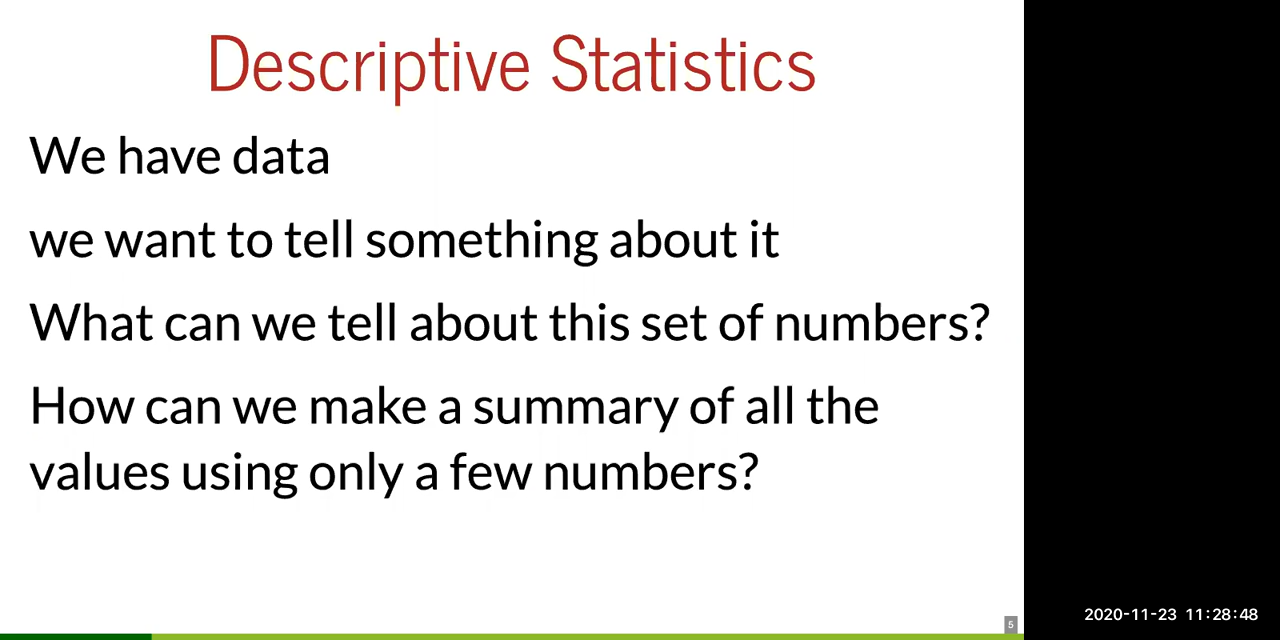 Descriptive Statistics
We have data
we want to tell something about it
What can we tell about this set of numbers?
How can we make a summary of all the
values using only a few numbers?
5
2020-11-23 11:28:48